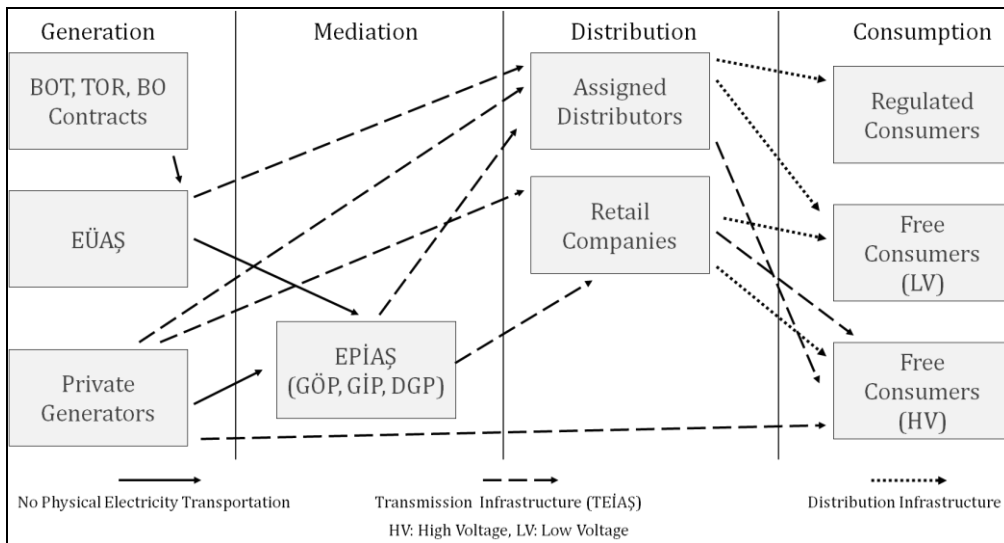 Generation
Mediation
Distribution
Consumption
BOT, TOR, BO
Contracts
EÜAŞ
Private
Generators
EPİAŞ
(GÖP, GİP, DGP)
Assigned
Distributors
Retail
Companies
Regulated
Consumers
Free
Consumers
(LV)
Free
Consumers
(HV)
No Physical Electricity Transportation
Transmission Infrastructure (TEİAŞ)
Distribution Infrastructure
HV: High Voltage, LV: Low Voltage